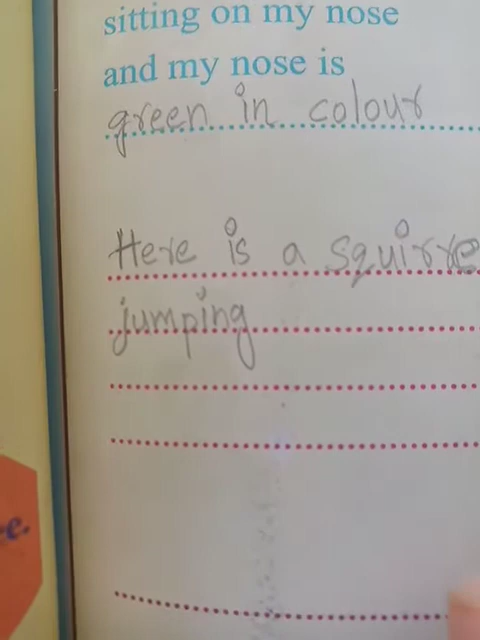 sitting on my nose
and my nose is
green in colour
Here is a squirre
jumping
e.